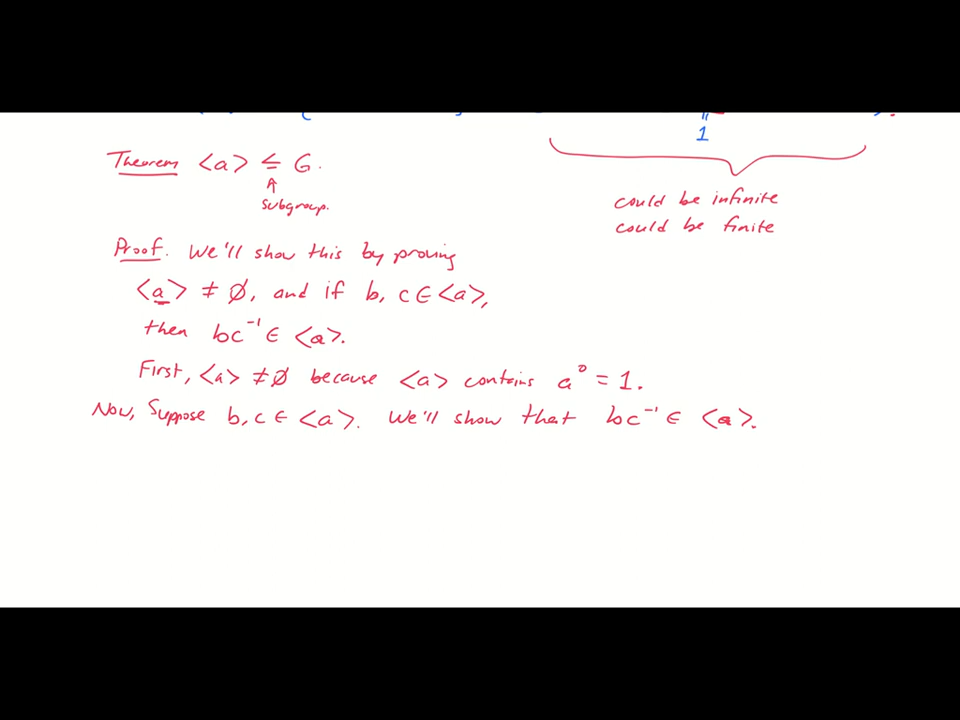 1
Theorem <a> ≤ G.
subgroup.
could be infinite
could be finite
Proof. We'll show this by proving
<a> ≠ ∅, and if b, c ∈ <a>,
then bc⁻¹ ∈ <a>.
First, <a> ≠ ∅ because <a> contains a⁰ = 1.
Now, Suppose b, c ∈ <a>. We'll show that bc⁻¹ ∈ <a>.